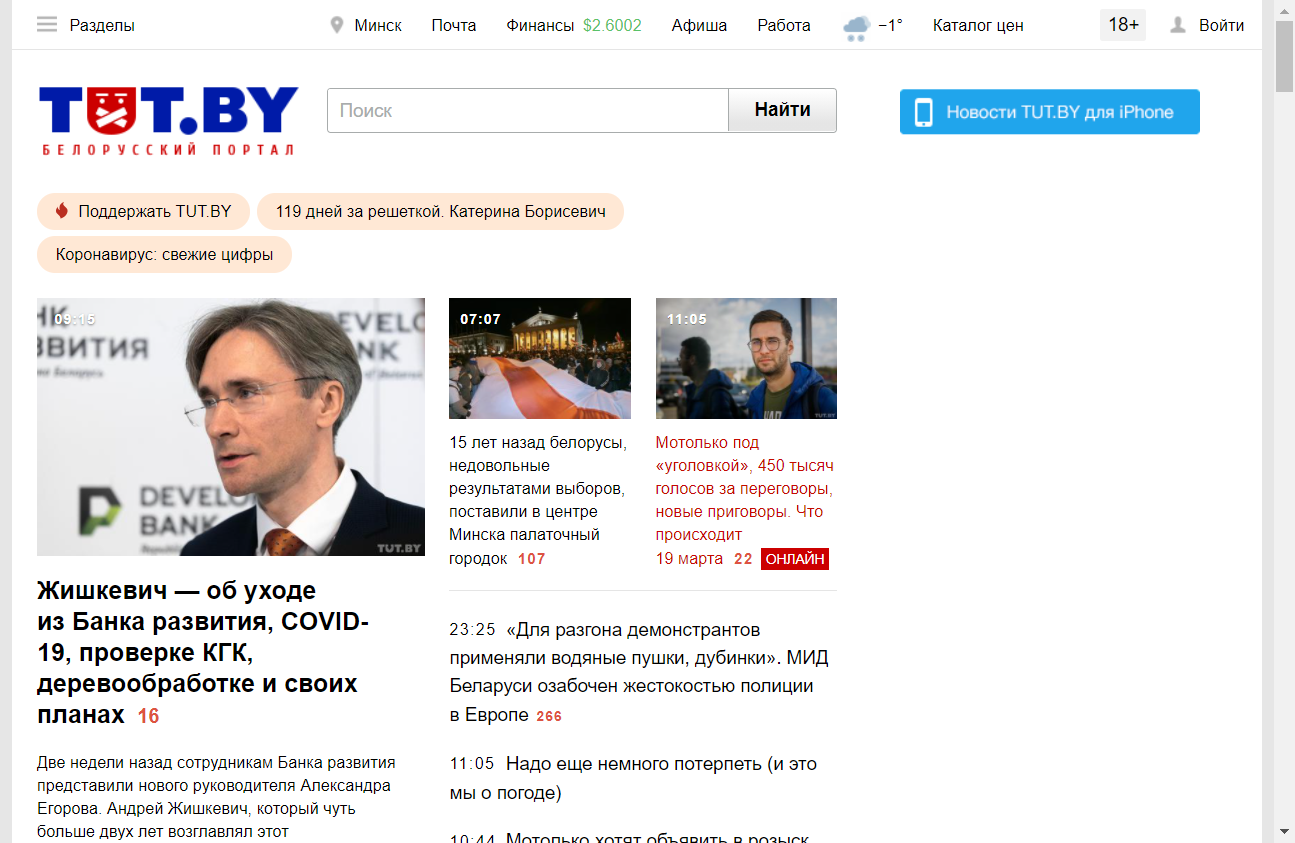 Разделы
Минск
Почта
Финансы $2.6002
Афиша
Работа
−1°
Каталог цен
18+
Войти
TUT.BY
БЕЛОРУССКИЙ ПОРТАЛ
Поиск
Найти
Новости TUT.BY для iPhone
Поддержать TUT.BY
119 дней за решеткой. Катерина Борисевич
Коронавирус: свежие цифры
09:15
DEVELO
BANK
TUT.BY
Жишкевич — об уходе
из Банка развития, COVID-
19, проверке КГК,
деревообработке и своих
планах 16
Две недели назад сотрудникам Банка развития
представили нового руководителя Александра
Егорова. Андрей Жишкевич, который чуть
больше двух лет возглавлял этот
07:07
15 лет назад белорусы,
недовольные
результатами выборов,
поставили в центре
Минска палаточный
городок 107
11:05
TUT.BY
Мотолько под
«уголовкой», 450 тысяч
голосов за переговоры,
новые приговоры. Что
происходит
19 марта 22 ОНЛАЙН
23:25 «Для разгона демонстрантов
применяли водяные пушки, дубинки». МИД
Беларуси озабочен жестокостью полиции
в Европе 266
11:05 Надо еще немного потерпеть (и это
мы о погоде)
10:44 Мотолько хотят объявить в розыск